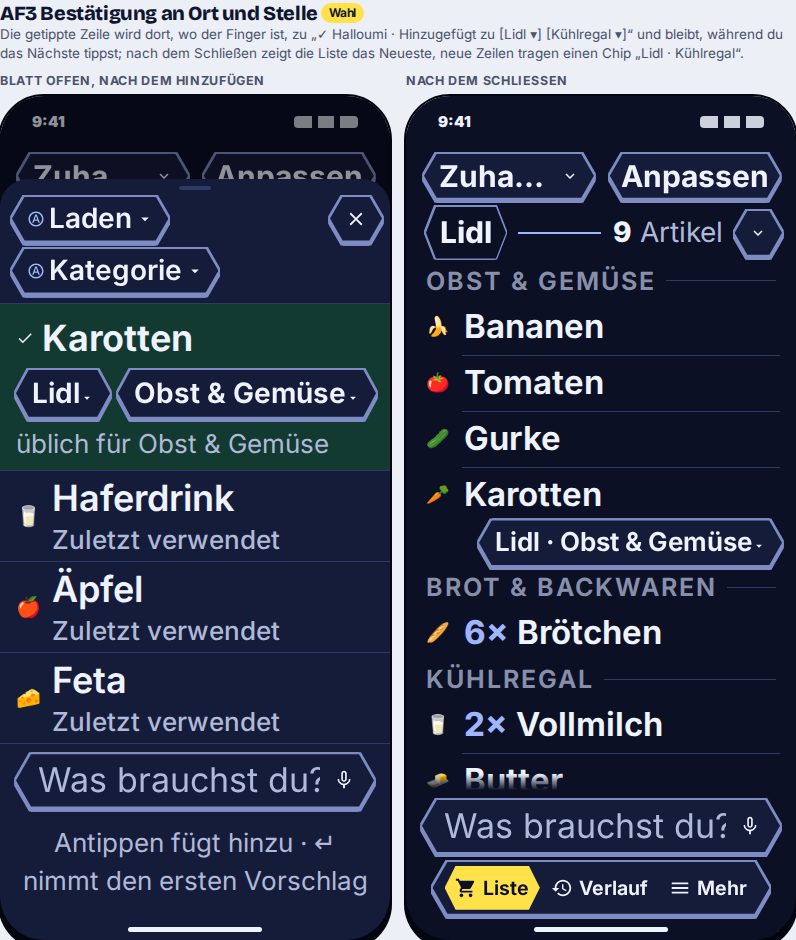 AF3 Bestätigung an Ort und Stelle Wahl
Die getippte Zeile wird dort, wo der Finger ist, zu „✓ Halloumi · Hinzugefügt zu [Lidl ▾] [Kühlregal ▾]“ und bleibt, während du
das Nächste tippst; nach dem Schließen zeigt die Liste das Neueste, neue Zeilen tragen einen Chip „Lidl · Kühlregal“.
BLATT OFFEN, NACH DEM HINZUFÜGEN
9:41
Zuha
Anpassen
A Laden
A Kategorie
✓ Karotten
Lidl
Obst & Gemüse
üblich für Obst & Gemüse
Haferdrink
Zuletzt verwendet
Äpfel
Zuletzt verwendet
Feta
Zuletzt verwendet
Was brauchst du?
Antippen fügt hinzu · ↵
nimmt den ersten Vorschlag
NACH DEM SCHLIESSEN
9:41
Zuha…
Anpassen
Lidl
9 Artikel
OBST & GEMÜSE
Bananen
Tomaten
Gurke
Karotten
Lidl · Obst & Gemüse
BROT & BACKWAREN
6× Brötchen
KÜHLREGAL
2× Vollmilch
Butter
Was brauchst du?
Liste
Verlauf
Mehr